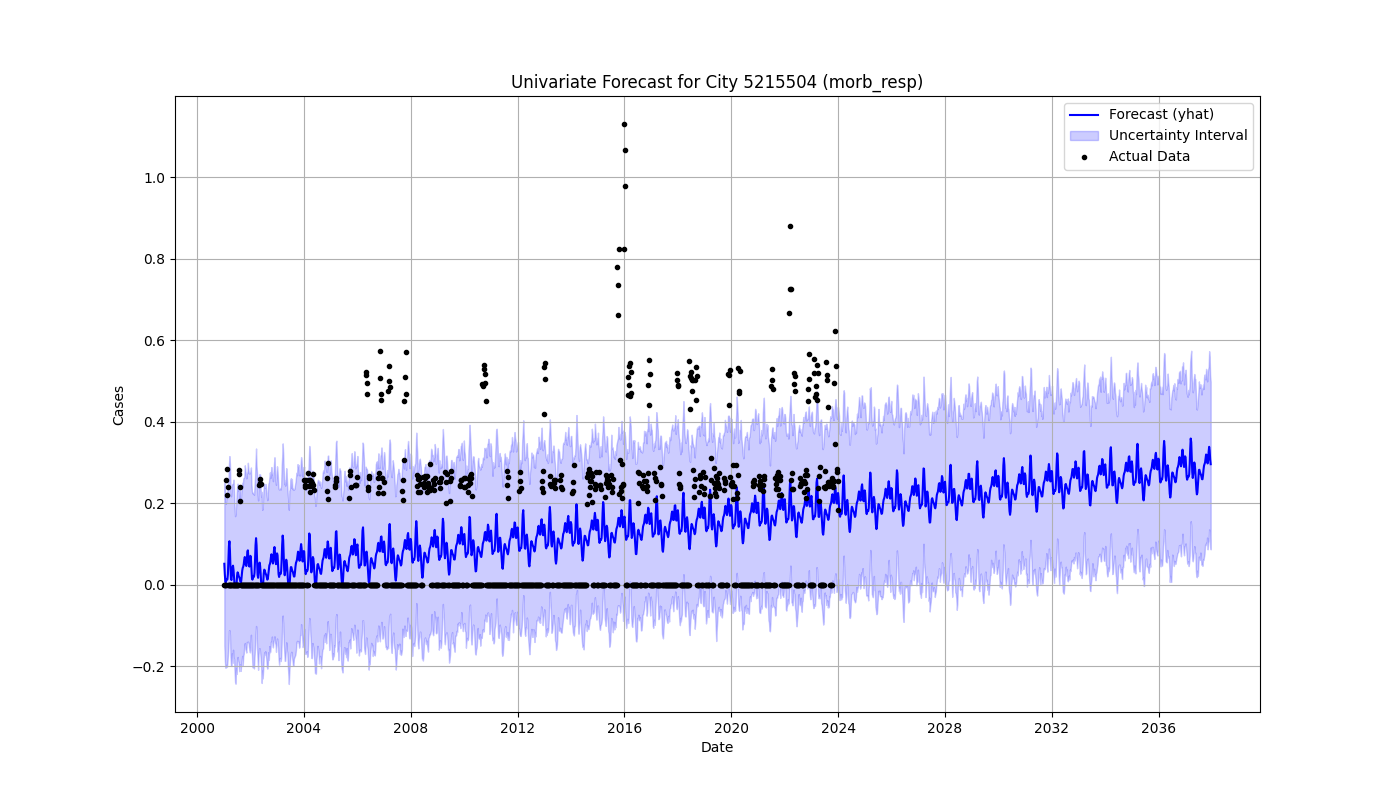 Univariate Forecast for City 5215504 (morb_resp)
Forecast (yhat)
Uncertainty Interval
Actual Data
1.0
0.8
0.6
0.4
0.2
0.0
−0.2
Cases
2000 2004 2008 2012 2016 2020 2024 2028 2032 2036
Date